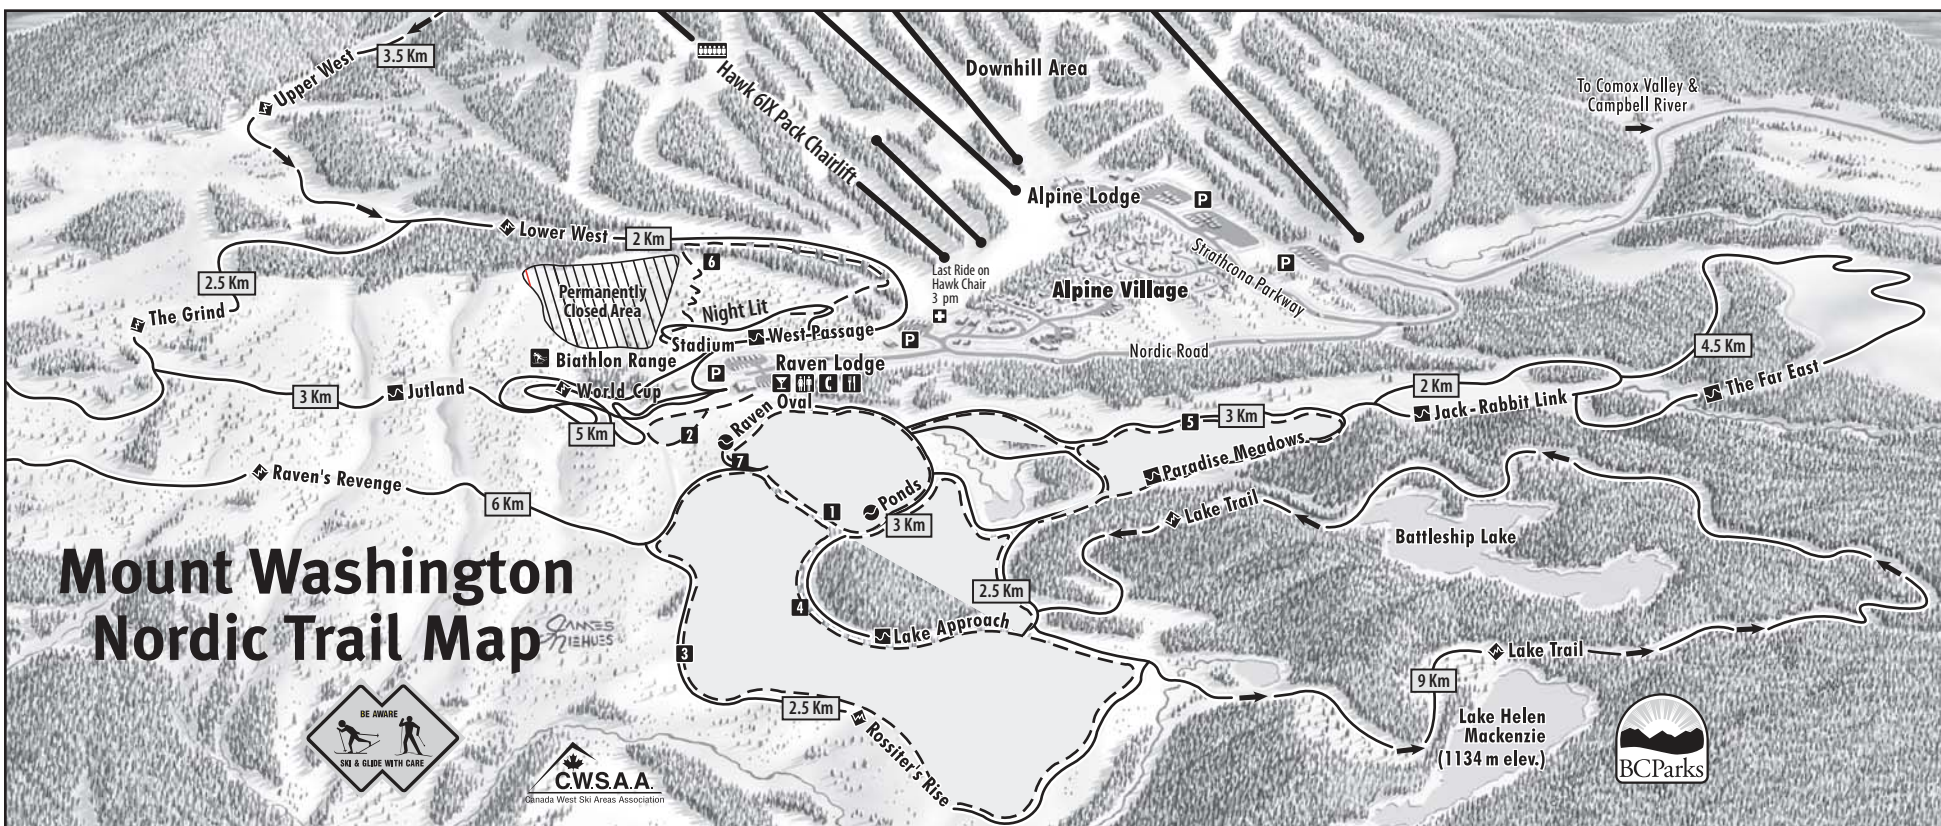 3.5 Km
Upper West
Hawk 6IX Pack Chairlift
Downhill Area
To Comox Valley &
Campbell River
Alpine Lodge
P
Lower West
2 Km
6
2.5 Km
Permanently
Closed Area
Last Ride on
Hawk Chair
3 pm
Strathcona Parkway
P
Alpine Village
The Grind
Night Lit
Stadium
West Passage
P
Nordic Road
4.5 Km
Biathlon Range
Raven Lodge
P
3 Km
Jutland
World Cup
2 Km
The Far East
Jack-Rabbit Link
Raven Oval
5 Km
2
5
3 Km
7
Paradise Meadows
Raven's Revenge
6 Km
1
Ponds
3 Km
Lake Trail
Battleship Lake
Mount Washington
Nordic Trail Map
JAMES
NIEHUES
2.5 Km
4
Lake Approach
3
Lake Trail
9 Km
2.5 Km
Rossiter's Rise
Lake Helen
Mackenzie
(1134 m elev.)
BE AWARE
SKI & GLIDE WITH CARE
C.W.S.A.A.
Canada West Ski Areas Association
BCParks